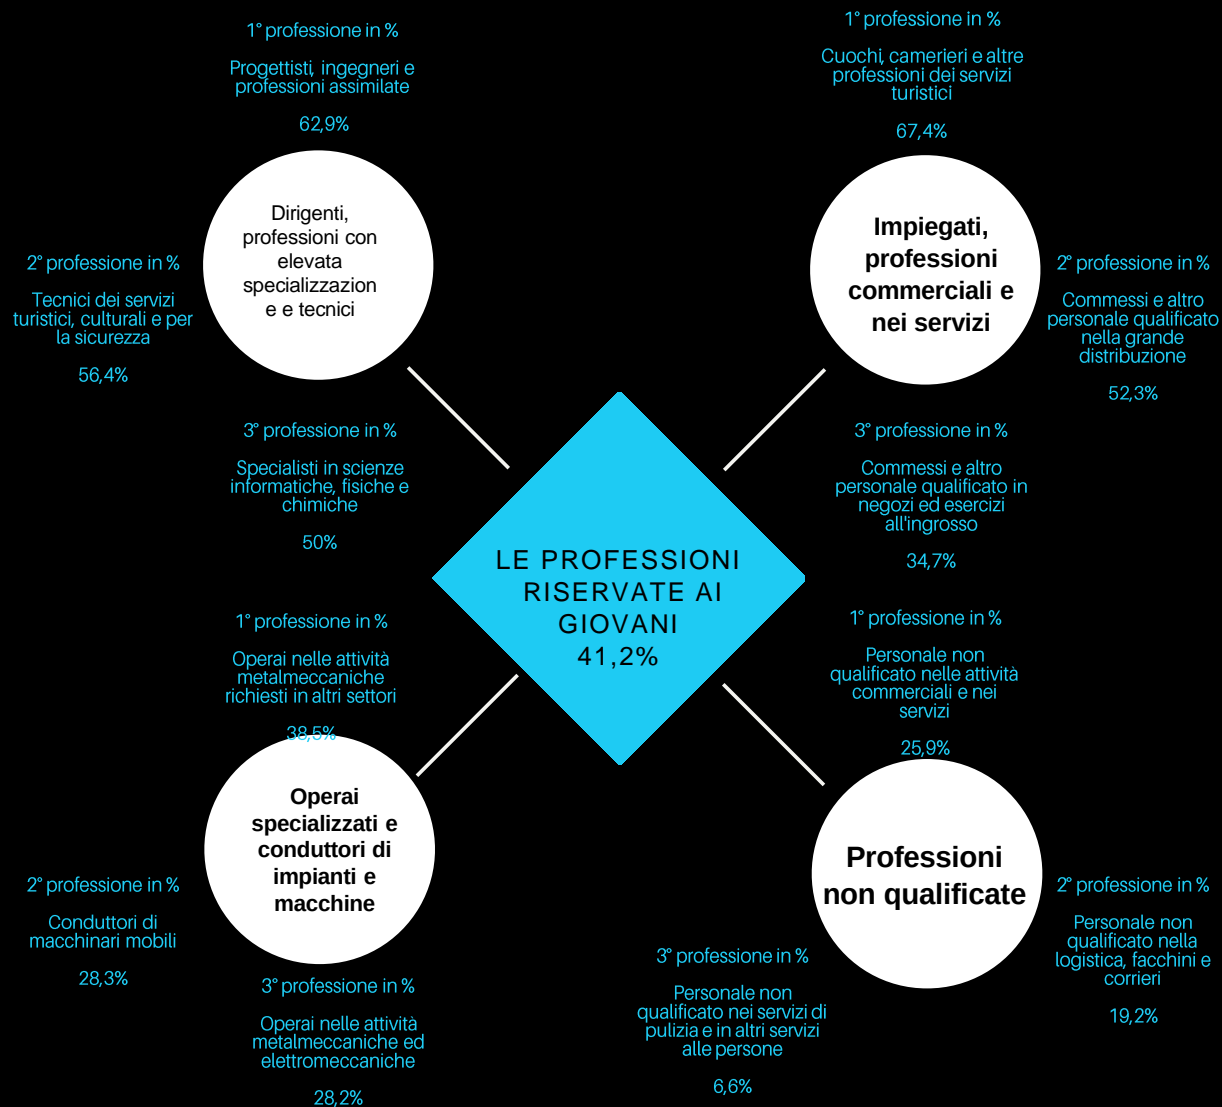 1° professione in %
Progettisti, ingegneri e
professioni assimilate
62,9%
Dirigenti,
professioni con
elevata
specializzazion
e e tecnici
2° professione in %
Tecnici dei servizi
turistici, culturali e per
la sicurezza
56,4%
3° professione in %
Specialisti in scienze
informatiche, fisiche e
chimiche
50%
1° professione in %
Cuochi, camerieri e altre
professioni dei servizi
turistici
67,4%
Impiegati,
professioni
commerciali e
nei servizi
2° professione in %
Commessi e altro
personale qualificato
nella grande
distribuzione
52,3%
3° professione in %
Commessi e altro
personale qualificato in
negozi ed esercizi
all'ingrosso
34,7%
LE PROFESSIONI
RISERVATE AI
GIOVANI
41,2%
1° professione in %
Operai nelle attività
metalmeccaniche
richiesti in altri settori
38,5%
Operai
specializzati e
conduttori di
impianti e
macchine
2° professione in %
Conduttori di
macchinari mobili
28,3%
3° professione in %
Operai nelle attività
metalmeccaniche ed
elettromeccaniche
28,2%
1° professione in %
Personale non
qualificato nelle attività
commerciali e nei
servizi
25,9%
Professioni
non qualificate
2° professione in %
Personale non
qualificato nella
logistica, facchini e
corrieri
19,2%
3° professione in %
Personale non
qualificato nei servizi di
pulizia e in altri servizi
alle persone
6,6%